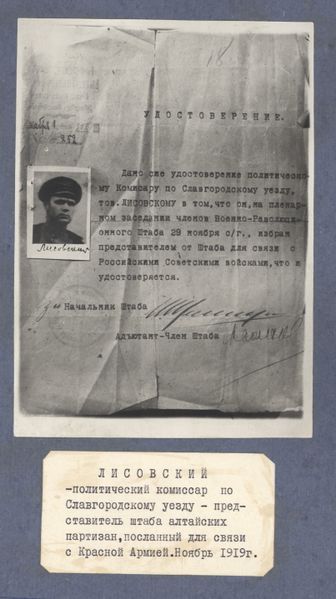 18
352
УДОСТОВЕРЕНИЕ.
Дано сие удостоверение политическо-
му Комиссару по Славгородскому уезду,
тов. ЛИСОВСКОМУ в том, что он, на пленар-
ном заседании членов Военно-Революци-
онного Штаба 29 ноября с/г., избран
представителем от Штаба для связи с
Российскими Советскими войсками, что и
удостоверяется.
Лисовский
Начальник Штаба
Адъютант-Член Штаба
ЛИСОВСКИЙ
-политический комиссар по
Славгородскому уезду - пред-
ставитель штаба алтайских
партизан, посланный для связи
с Красной Армией. Ноябрь 1919г.